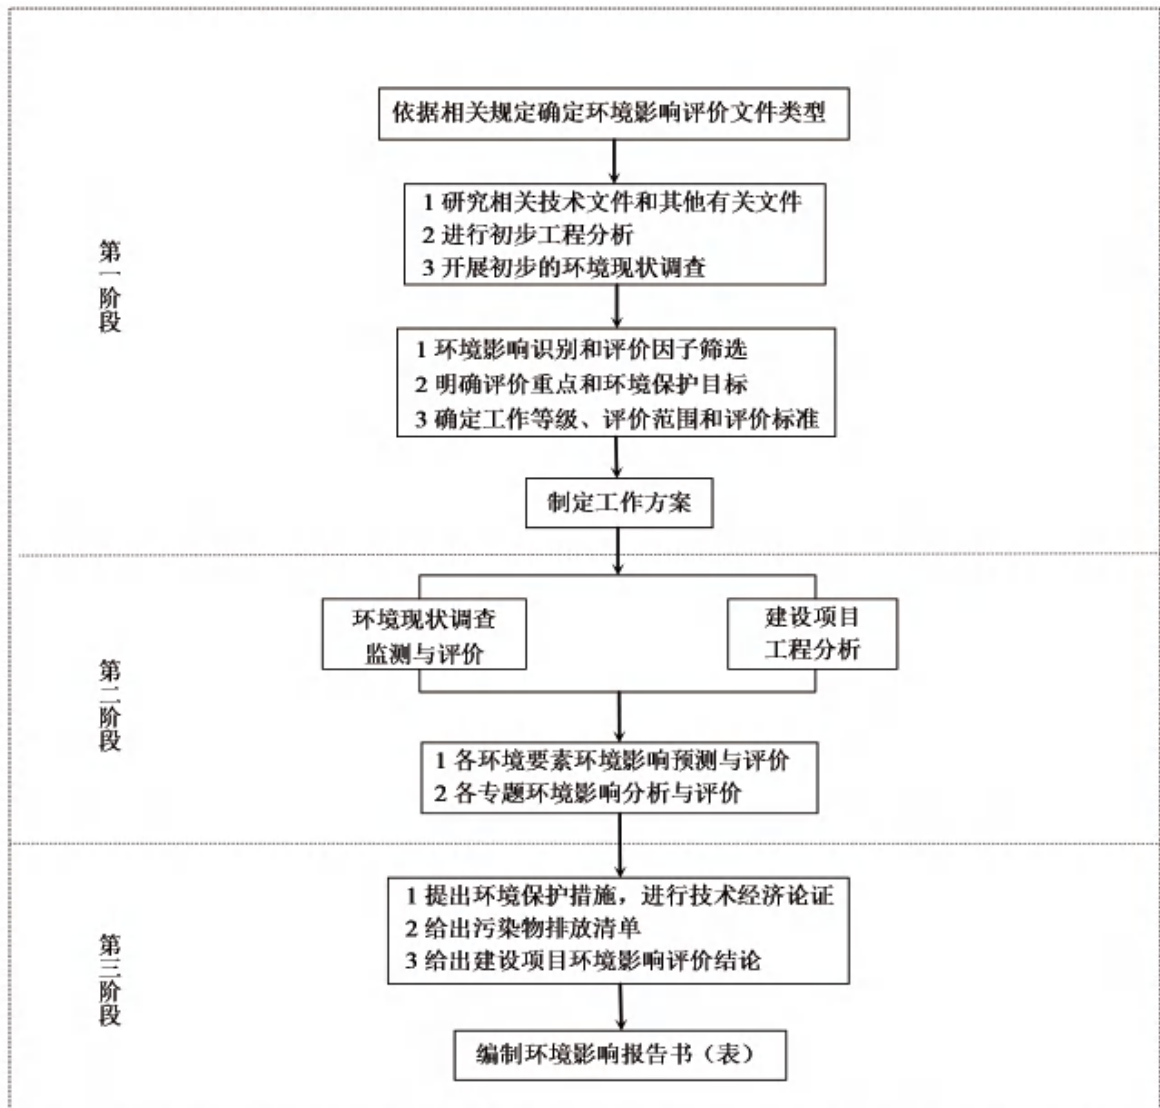 依据相关规定确定环境影响评价文件类型
1 研究相关技术文件和其他有关文件
2 进行初步工程分析
3 开展初步的环境现状调查
第一阶段
1 环境影响识别和评价因子筛选
2 明确评价重点和环境保护目标
3 确定工作等级、评价范围和评价标准
制定工作方案
环境现状调查
监测与评价
建设项目
工程分析
第二阶段
1 各环境要素环境影响预测与评价
2 各专题环境影响分析与评价
1 提出环境保护措施，进行技术经济论证
2 给出污染物排放清单
3 给出建设项目环境影响评价结论
第三阶段
编制环境影响报告书（表）